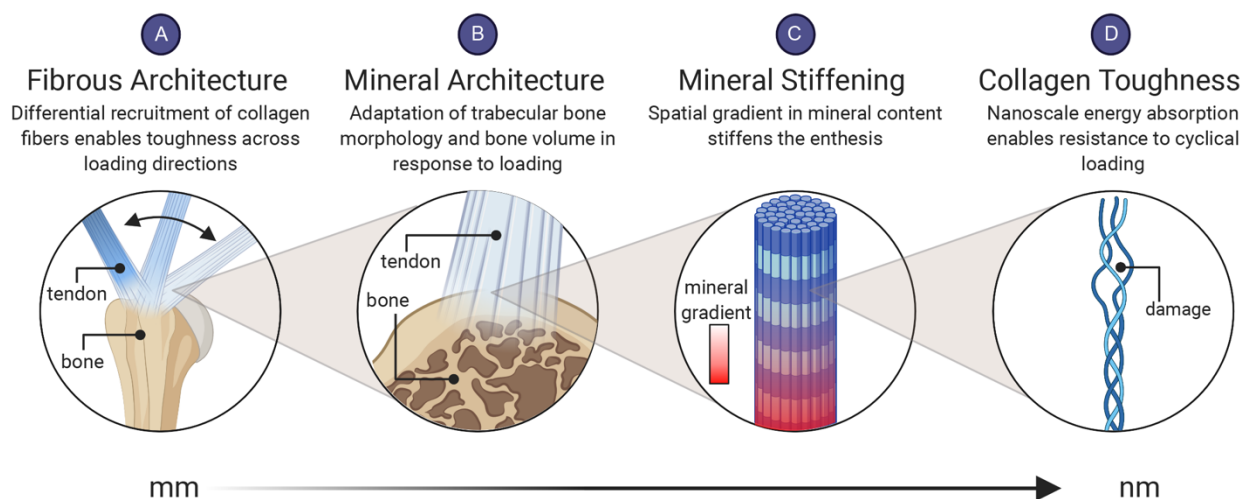 A
Fibrous Architecture
Differential recruitment of collagen
fibers enables toughness across
loading directions
tendon
bone
B
Mineral Architecture
Adaptation of trabecular bone
morphology and bone volume in
response to loading
tendon
bone
C
Mineral Stiffening
Spatial gradient in mineral content
stiffens the enthesis
mineral
gradient
D
Collagen Toughness
Nanoscale energy absorption
enables resistance to cyclical
loading
damage
mm
nm